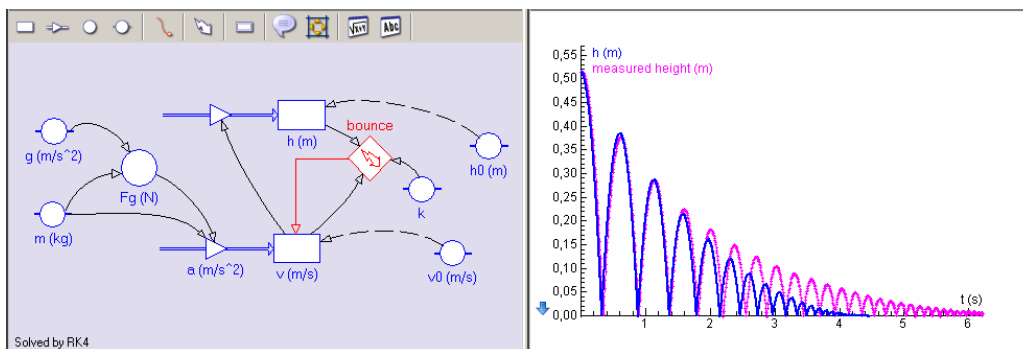 √x+y
Abc
bounce
h (m)
g (m/s^2)
h0 (m)
Fg (N)
k
m (kg)
a (m/s^2)
v (m/s)
v0 (m/s)
Solved by RK4
0,55
h (m)
0,50
measured height (m)
0,45
0,40
0,35
0,30
0,25
0,20
0,15
0,10
0,05
t (s)
0,00
1
2
3
4
5
6